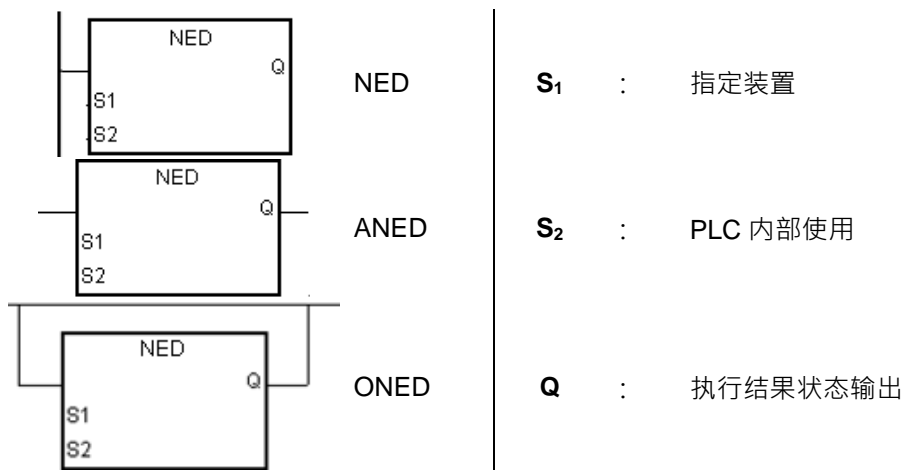 NED
Q
S1
S2
NED
S₁ : 指定装置
NED
Q
S1
S2
ANED
S₂ : PLC 内部使用
NED
Q
S1
S2
ONED
Q : 执行结果状态输出